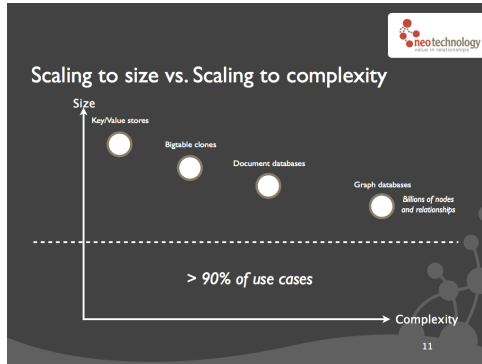 neotechnology
value in relationships
Scaling to size vs. Scaling to complexity
Size
Key/Value stores
Bigtable clones
Document databases
Graph databases
Billions of nodes
and relationships
> 90% of use cases
Complexity
11